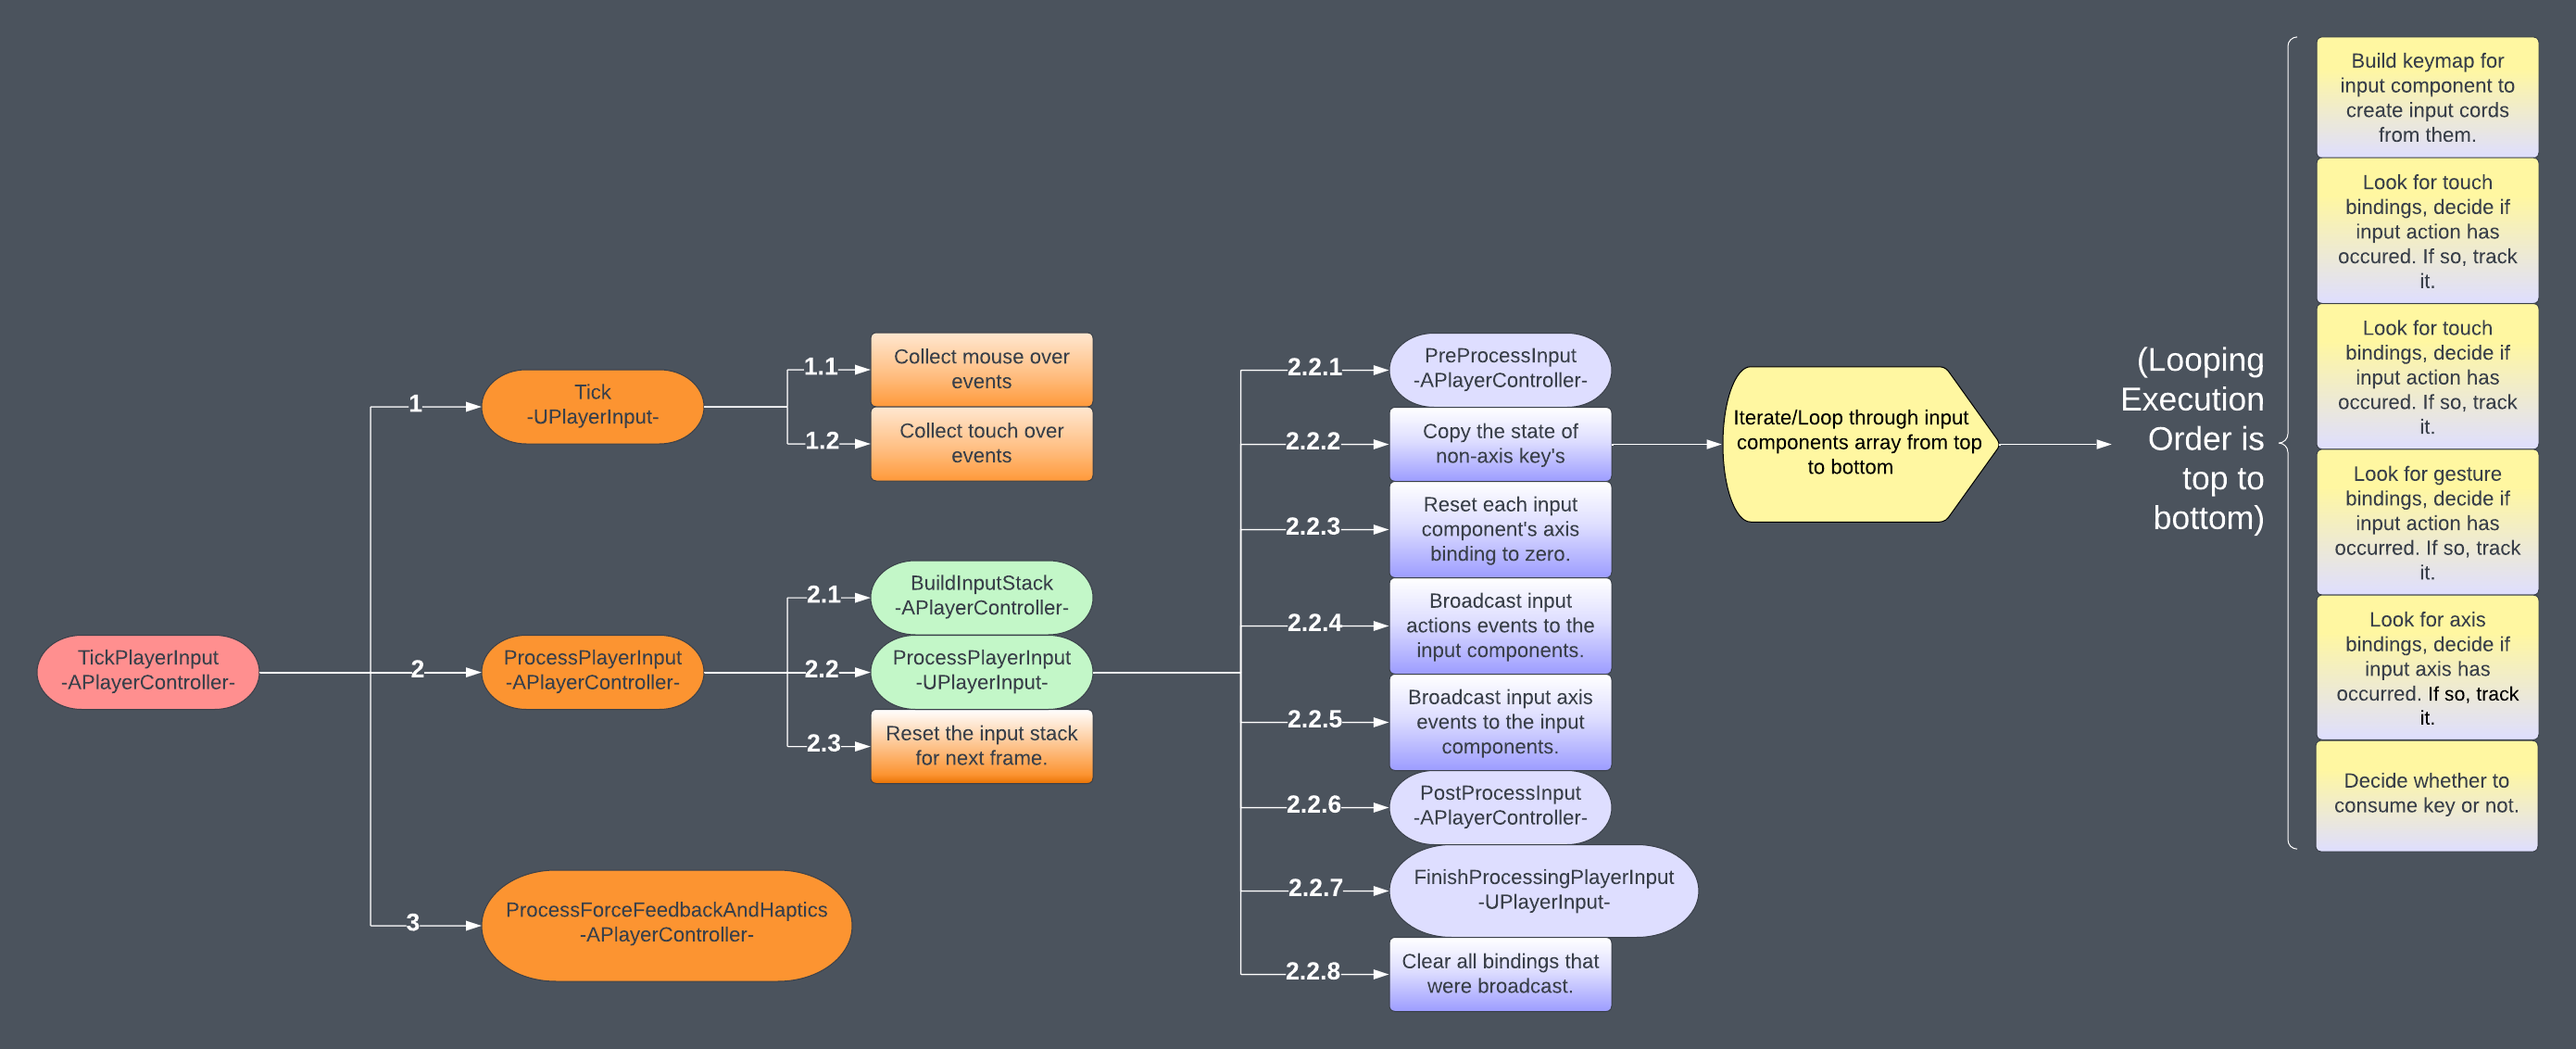 TickPlayerInput
-APlayerController-
1
Tick
-UPlayerInput-
1.1
Collect mouse over
events
1.2
Collect touch over
events
2
ProcessPlayerInput
-APlayerController-
2.1
BuildInputStack
-APlayerController-
2.2
ProcessPlayerInput
-UPlayerInput-
2.3
Reset the input stack
for next frame.
3
ProcessForceFeedbackAndHaptics
-APlayerController-
2.2.1
PreProcessInput
-APlayerController-
2.2.2
Copy the state of
non-axis key's
2.2.3
Reset each input
component's axis
binding to zero.
2.2.4
Broadcast input
actions events to the
input components.
2.2.5
Broadcast input axis
events to the input
components.
2.2.6
PostProcessInput
-APlayerController-
2.2.7
FinishProcessingPlayerInput
-UPlayerInput-
2.2.8
Clear all bindings that
were broadcast.
Iterate/Loop through input
components array from top
to bottom
(Looping
Execution
Order is
top to
bottom)
Build keymap for
input component to
create input cords
from them.
Look for touch
bindings, decide if
input action has
occured. If so, track
it.
Look for touch
bindings, decide if
input action has
occured. If so, track
it.
Look for gesture
bindings, decide if
input action has
occurred. If so, track
it.
Look for axis
bindings, decide if
input axis has
occurred. If so, track
it.
Decide whether to
consume key or not.